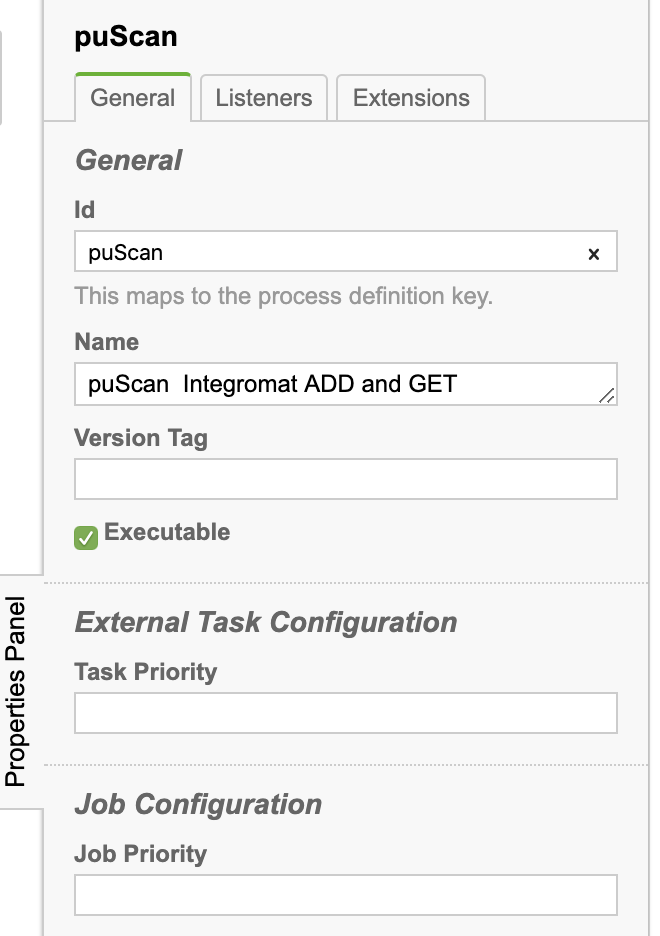 puScan
General
Listeners
Extensions
General
Id
puScan
This maps to the process definition key.
Name
puScan  Integromat ADD and GET
Version Tag
Executable
Properties Panel
External Task Configuration
Task Priority
Job Configuration
Job Priority